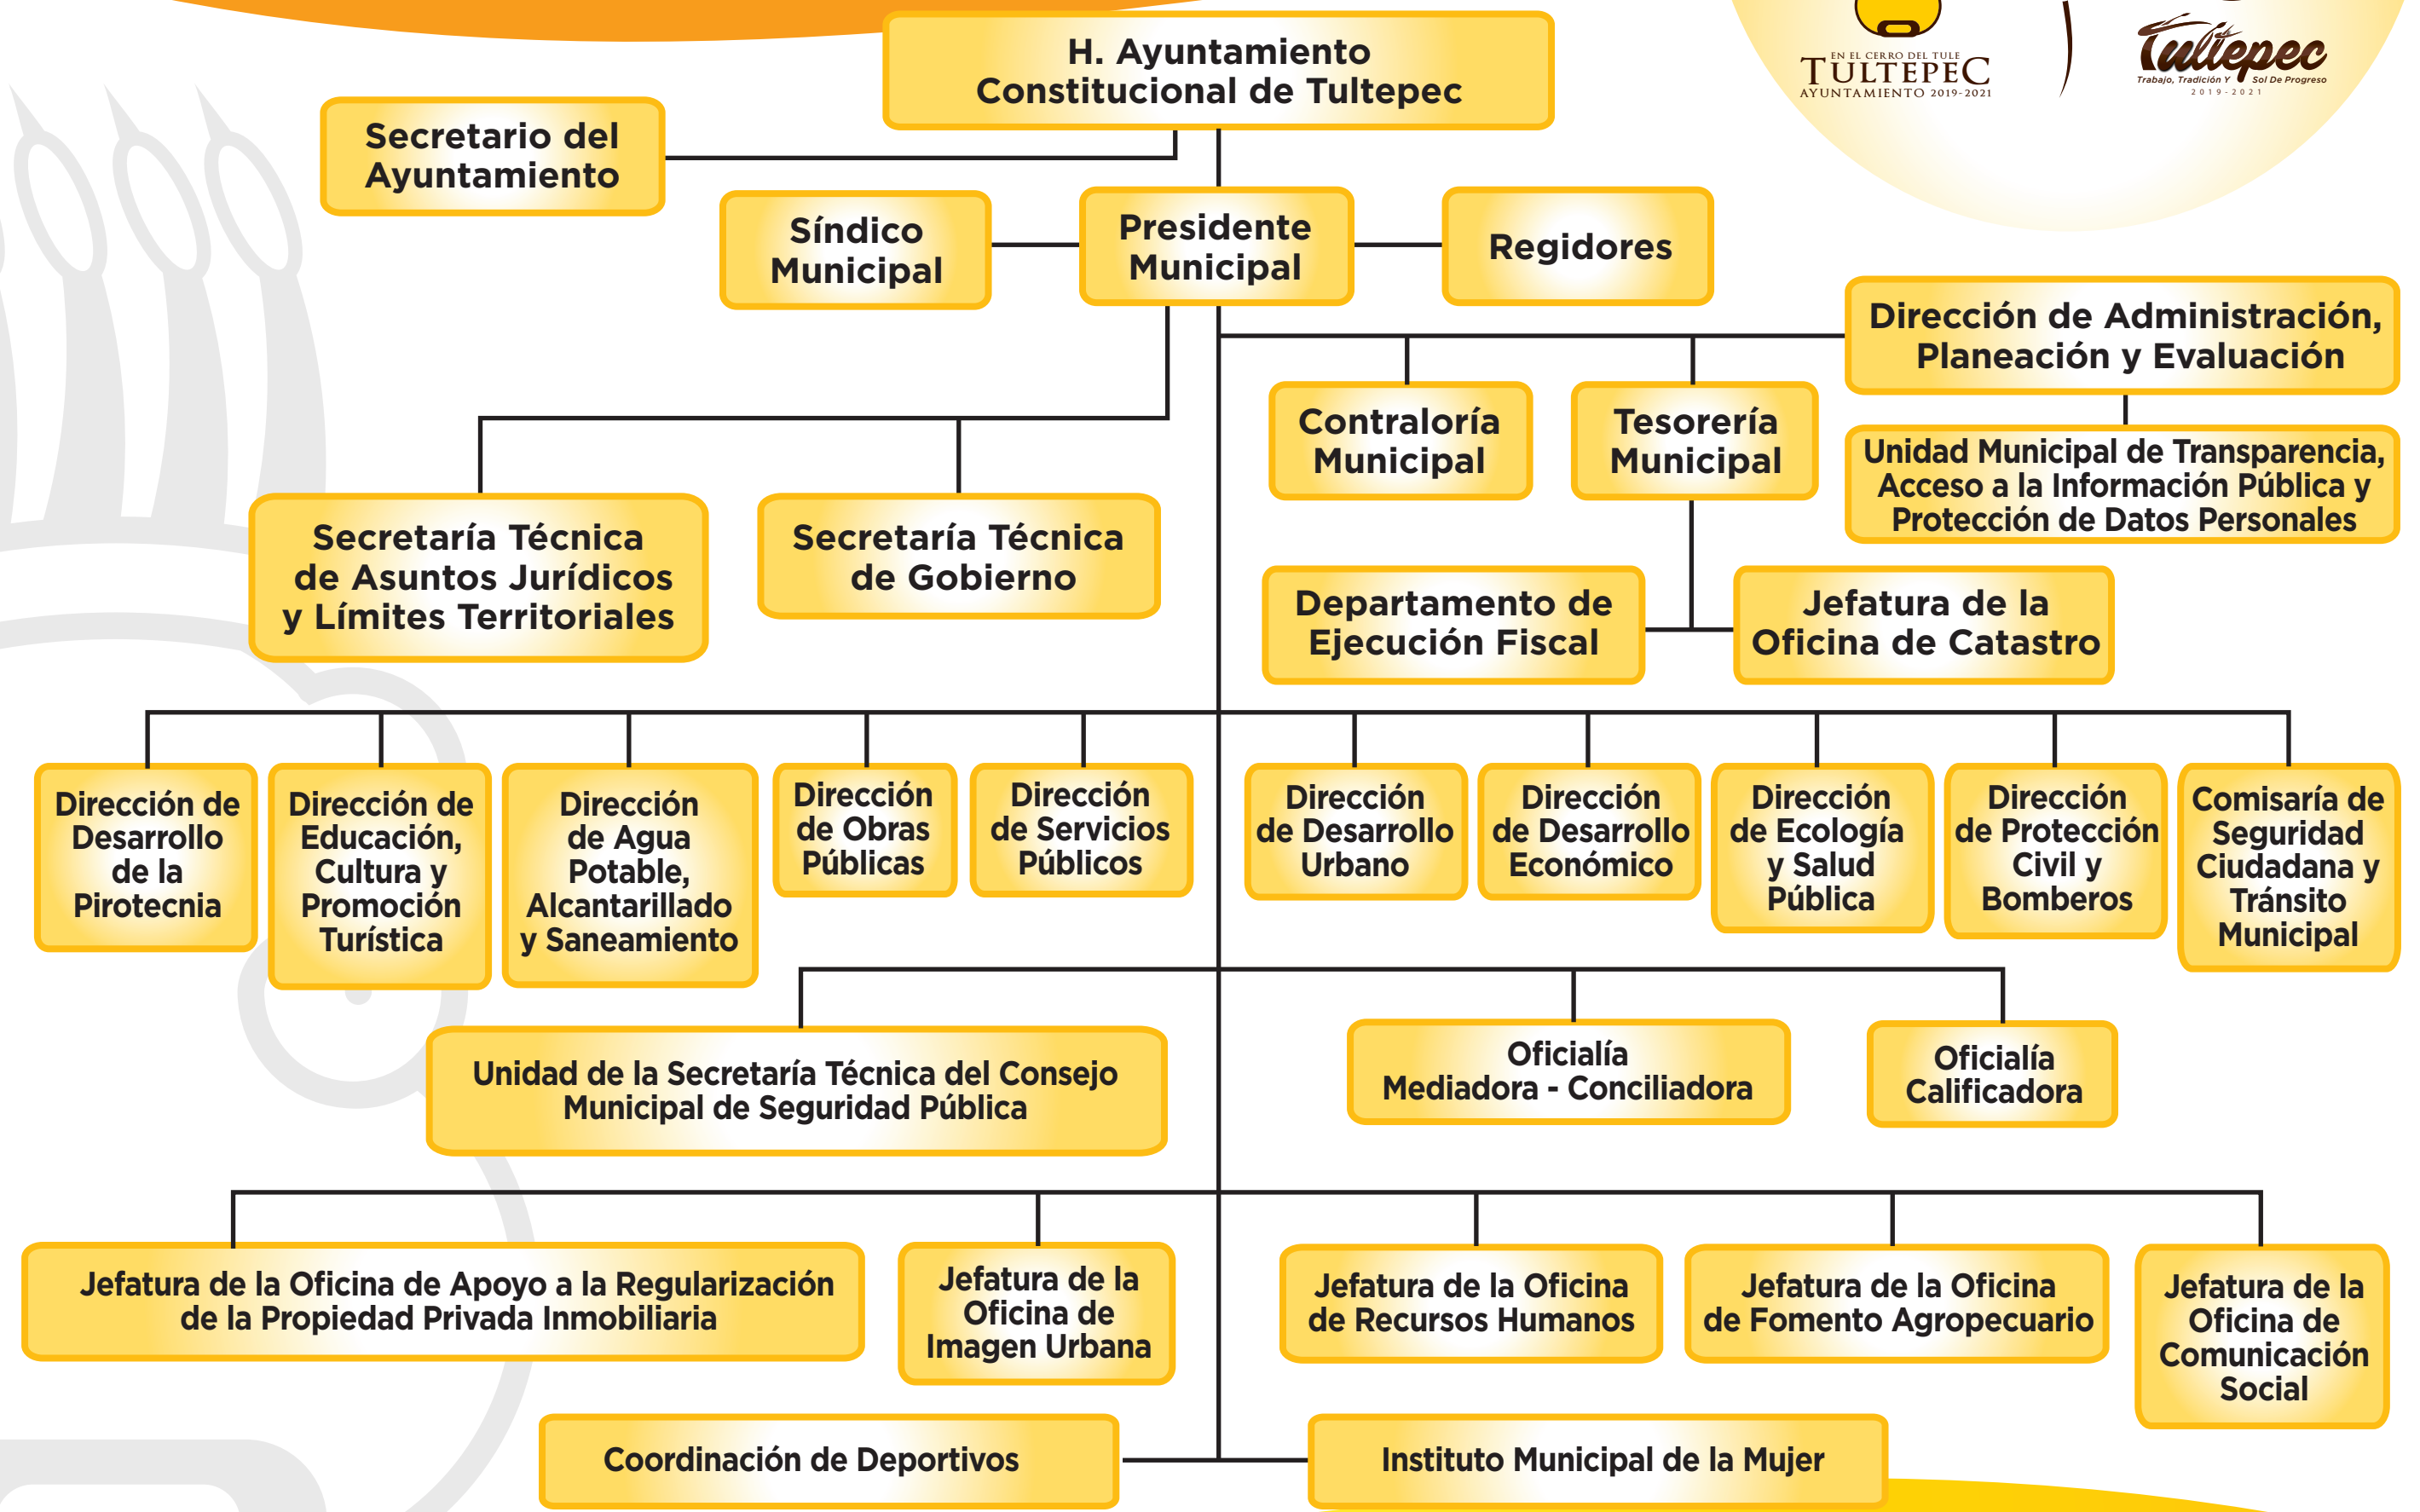 H. Ayuntamiento
Constitucional de Tultepec
EN EL CERRO DEL TULE
TULTEPEC
AYUNTAMIENTO 2019-2021
Tultepec
Trabajo, Tradición Y Sol De Progreso
2019-2021
Secretario del
Ayuntamiento
Síndico
Municipal
Presidente
Municipal
Regidores
Dirección de Administración,
Planeación y Evaluación
Contraloría
Municipal
Tesorería
Municipal
Unidad Municipal de Transparencia,
Acceso a la Información Pública y
Protección de Datos Personales
Secretaría Técnica
de Asuntos Jurídicos
y Límites Territoriales
Secretaría Técnica
de Gobierno
Departamento de
Ejecución Fiscal
Jefatura de la
Oficina de Catastro
Dirección de
Desarrollo
de la
Pirotecnia
Dirección de
Educación,
Cultura y
Promoción
Turística
Dirección
de Agua
Potable,
Alcantarillado
y Saneamiento
Dirección
de Obras
Públicas
Dirección
de Servicios
Públicos
Dirección
de Desarrollo
Urbano
Dirección
de Desarrollo
Económico
Dirección
de Ecología
y Salud
Pública
Dirección
de Protección
Civil y
Bomberos
Comisaría de
Seguridad
Ciudadana y
Tránsito
Municipal
Unidad de la Secretaría Técnica del Consejo
Municipal de Seguridad Pública
Oficialía
Mediadora - Conciliadora
Oficialía
Calificadora
Jefatura de la Oficina de Apoyo a la Regularización
de la Propiedad Privada Inmobiliaria
Jefatura de la
Oficina de
Imagen Urbana
Jefatura de la Oficina
de Recursos Humanos
Jefatura de la Oficina
de Fomento Agropecuario
Jefatura de la
Oficina de
Comunicación
Social
Coordinación de Deportivos
Instituto Municipal de la Mujer